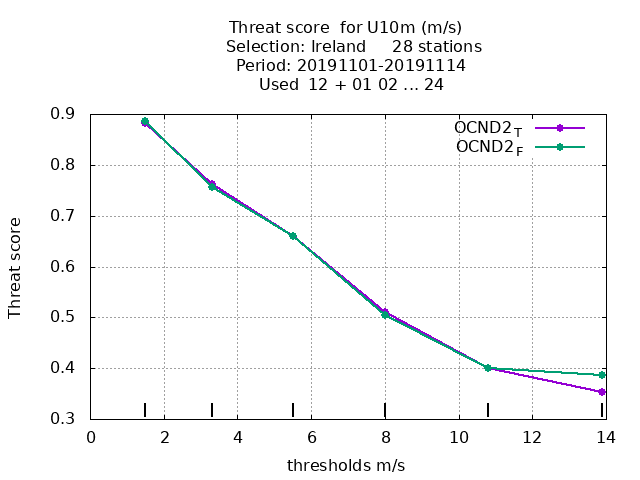 Threat score  for U10m (m/s)
Selection: Ireland     28 stations
Period: 20191101-20191114
Used  12 + 01 02 ... 24
OCND2T
OCND2F
0.9
0.8
0.7
0.6
0.5
0.4
0.3
Threat score
0 2 4 6 8 10 12 14
thresholds m/s